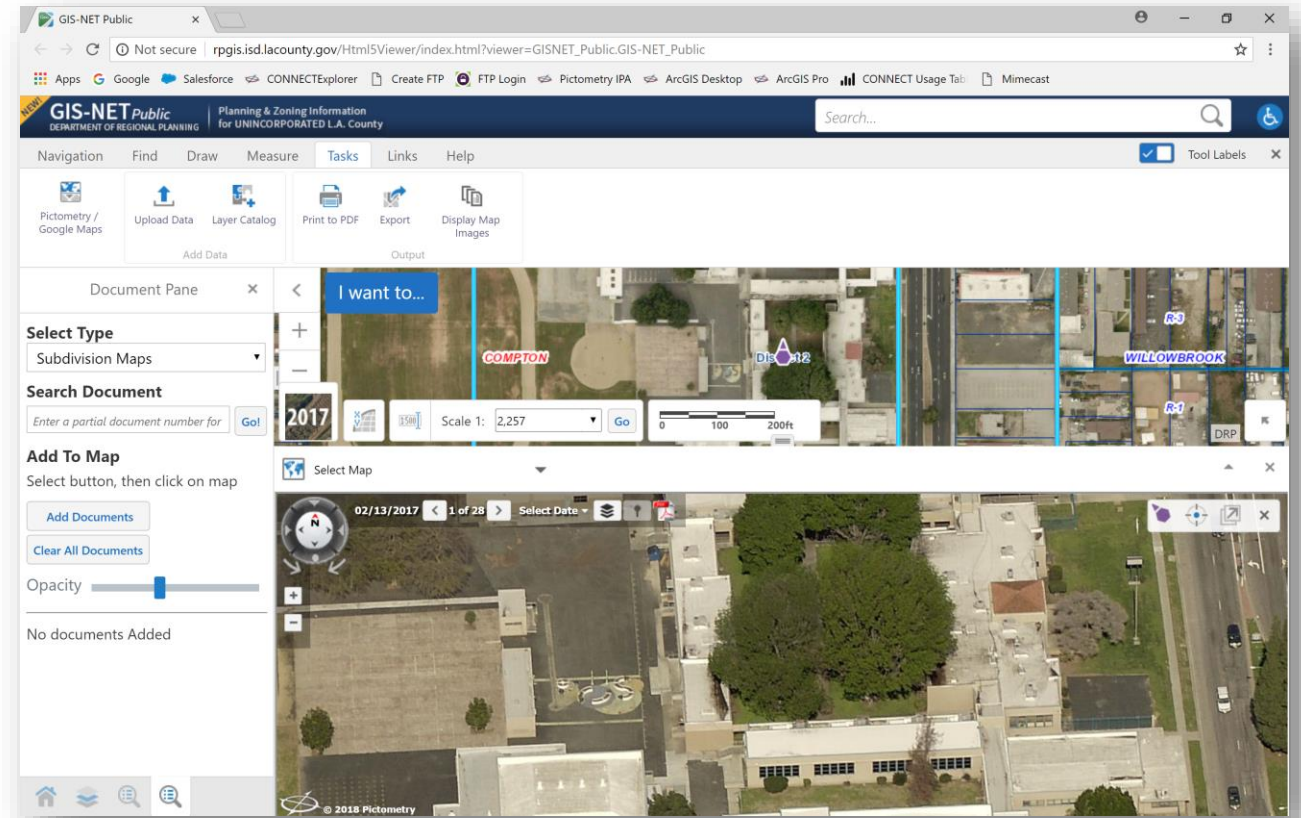 GIS-NET Public
Not secure | rpgis.isd.lacounty.gov/Html5Viewer/index.html?viewer=GISNET_Public.GIS-NET_Public
Apps Google Salesforce CONNECTExplorer Create FTP FTP Login Pictometry IPA ArcGIS Desktop ArcGIS Pro CONNECT Usage Tab Mimecast
NEW!
GIS-NET Public
DEPARTMENT OF REGIONAL PLANNING
Planning & Zoning Information
for UNINCORPORATED L.A. County
Search...
Navigation Find Draw Measure Tasks Links Help
Tool Labels
Pictometry /
Google Maps
Upload Data Layer Catalog
Add Data
Print to PDF Export Display Map
Images
Output
Document Pane
I want to...
Select Type
Subdivision Maps
Search Document
Enter a partial document number for Go!
Add To Map
Select button, then click on map
Add Documents
Clear All Documents
Opacity
No documents Added
COMPTON
District 2
R-3
WILLOWBROOK
R-1
DRP
2017
1500
Scale 1: 2,257 Go
0 100 200ft
Select Map
02/13/2017 1 of 28 Select Date
N
© 2018 Pictometry